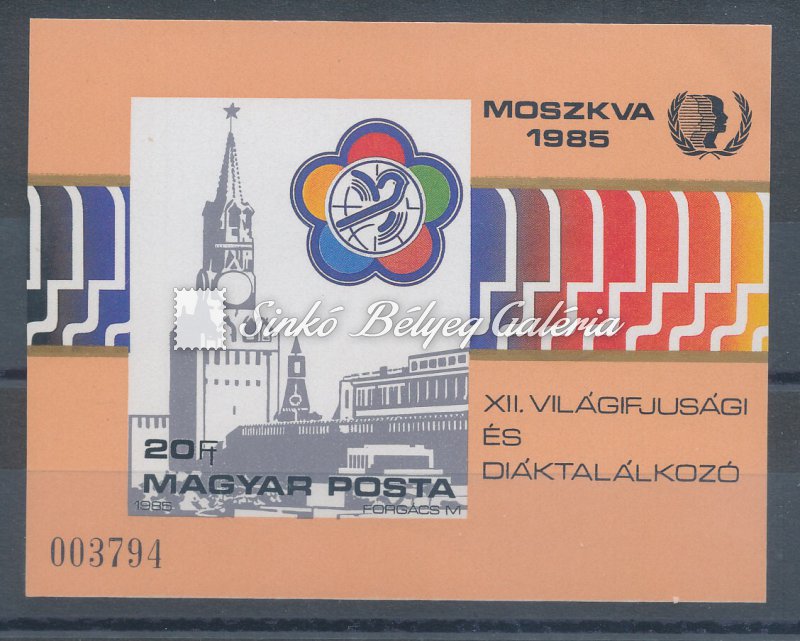 MOSZKVA
1985
Sinkó Bélyeg Galéria
XII. VILÁGIFJUSÁGI
ÉS
DIÁKTALÁLKOZÓ
20 Ft
MAGYAR POSTA
1985 FORGÁCS M
003794